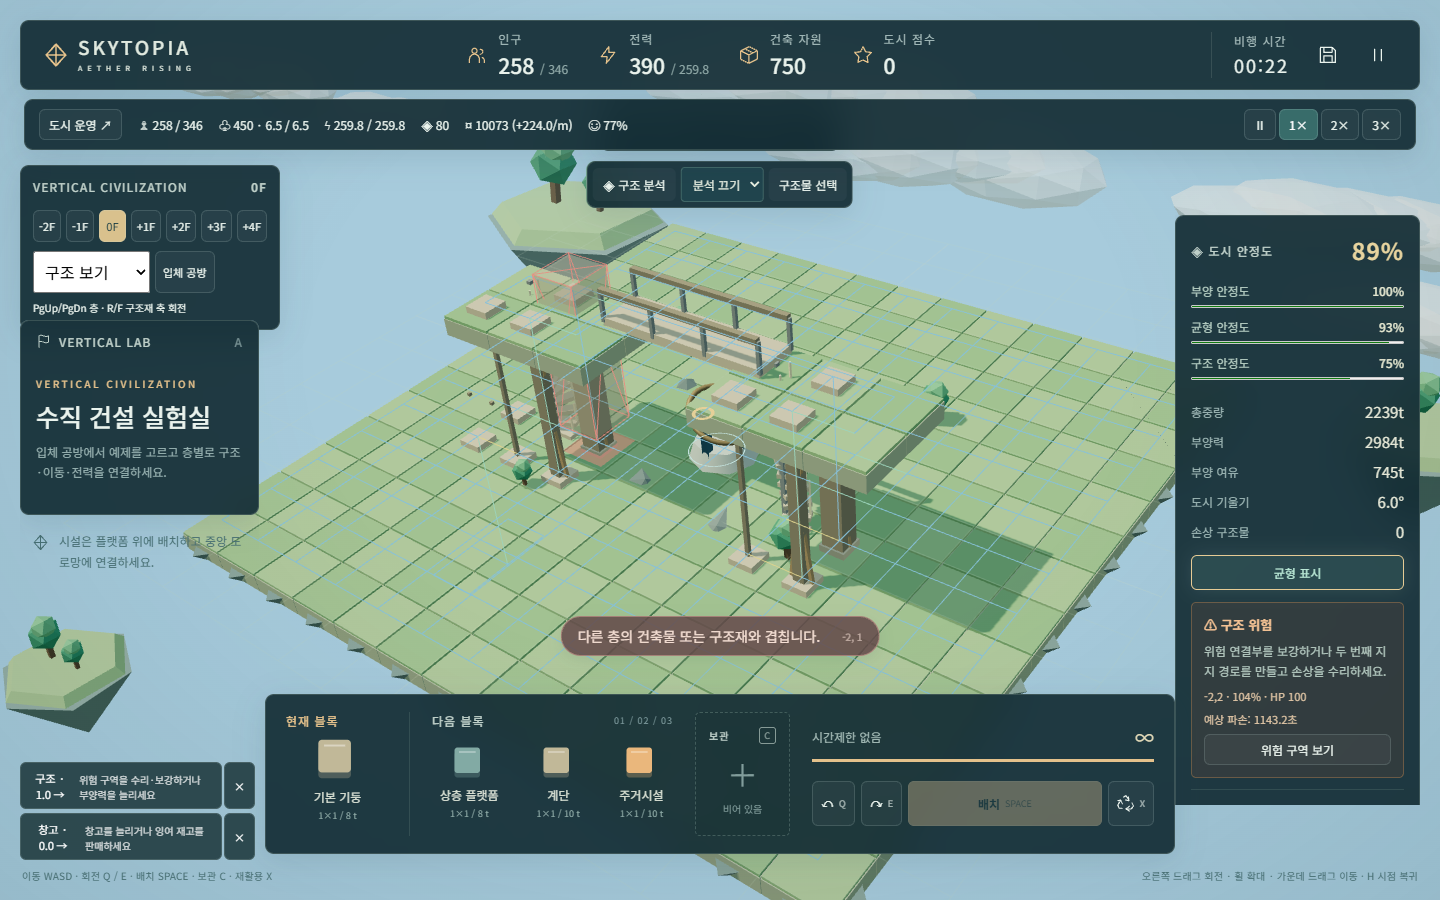 SKYTOPIA
AETHER RISING
인구
258 / 346
전력
390 / 259.8
건축 자원
750
도시 점수
0
비행 시간
00:22
도시 운영 ↗
258 / 346
450 · 6.5 / 6.5
ϟ 259.8 / 259.8
◈ 80
¤ 10073 (+224.0/m)
77%
1×
2×
3×
VERTICAL CIVILIZATION 0F
-2F -1F 0F +1F +2F +3F +4F
구조 보기
입체 공방
PgUp/PgDn 층 · R/F 구조재 축 회전
◈ 구조 분석
분석 끄기
구조물 선택
VERTICAL LAB A
VERTICAL CIVILIZATION
수직 건설 실험실
입체 공방에서 예제를 고르고 층별로 구조
·이동·전력을 연결하세요.
시설은 플랫폼 위에 배치하고 중앙 도
로망에 연결하세요.
◈ 도시 안정도 89%
부양 안정도 100%
균형 안정도 93%
구조 안정도 75%
총중량 2239t
부양력 2984t
부양 여유 745t
도시 기울기 6.0°
손상 구조물 0
균형 표시
⚠ 구조 위험
위험 연결부를 보강하거나 두 번째 지
지 경로를 만들고 손상을 수리하세요.
-2,2 · 104% · HP 100
예상 파손: 1143.2초
위험 구역 보기
다른 층의 건축물 또는 구조재와 겹칩니다. -2, 1
현재 블록
기본 기둥
1×1 / 8 t
다음 블록 01 / 02 / 03
상층 플랫폼
1×1 / 8 t
계단
1×1 / 10 t
주거시설
1×1 / 10 t
보관 C
비어 있음
시간제한 없음 ∞
Q
E
배치 SPACE
X
구조 ·
1.0 →
위험 구역을 수리·보강하거나
부양력을 늘리세요
×
창고 ·
0.0 →
창고를 늘리거나 잉여 재고를
판매하세요
×
이동 WASD · 회전 Q / E · 배치 SPACE · 보관 C · 재활용 X
오른쪽 드래그 회전 · 휠 확대 · 가운데 드래그 이동 · H 시점 복귀